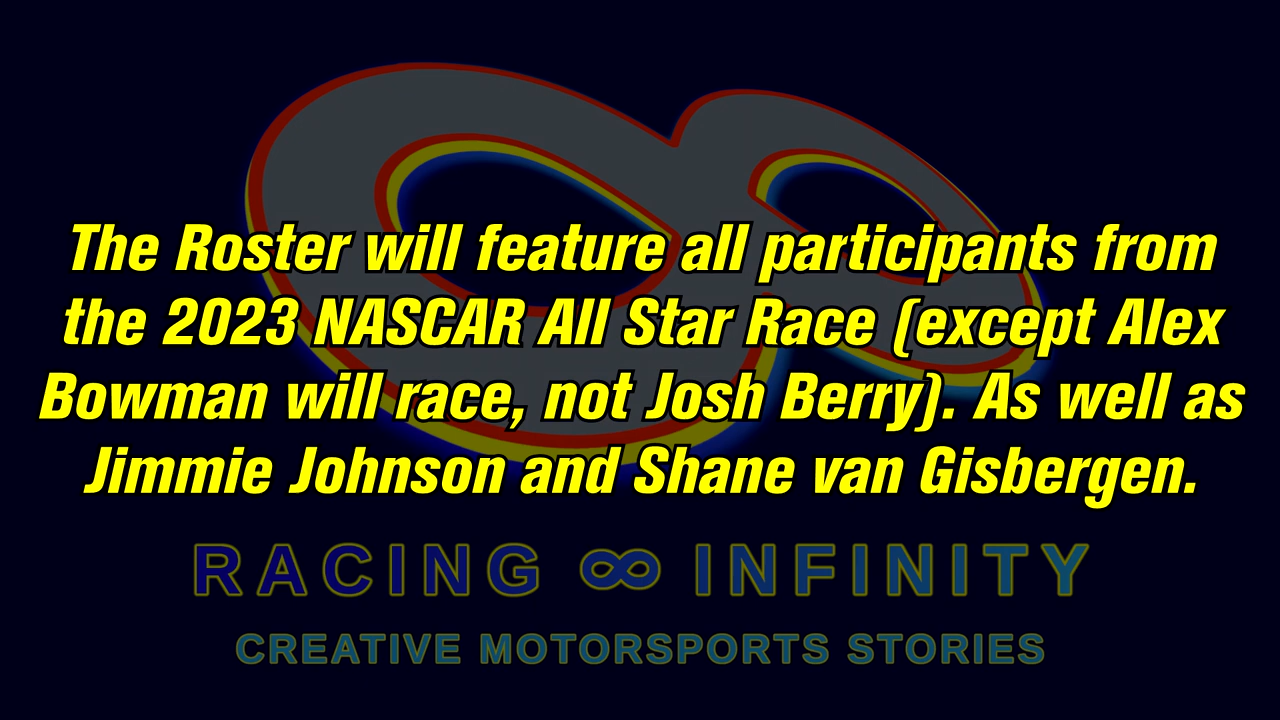 The Roster will feature all participants from
the 2023 NASCAR All Star Race (except Alex
Bowman will race, not Josh Berry). As well as
Jimmie Johnson and Shane van Gisbergen.
RACING ∞ INFINITY
CREATIVE MOTORSPORTS STORIES